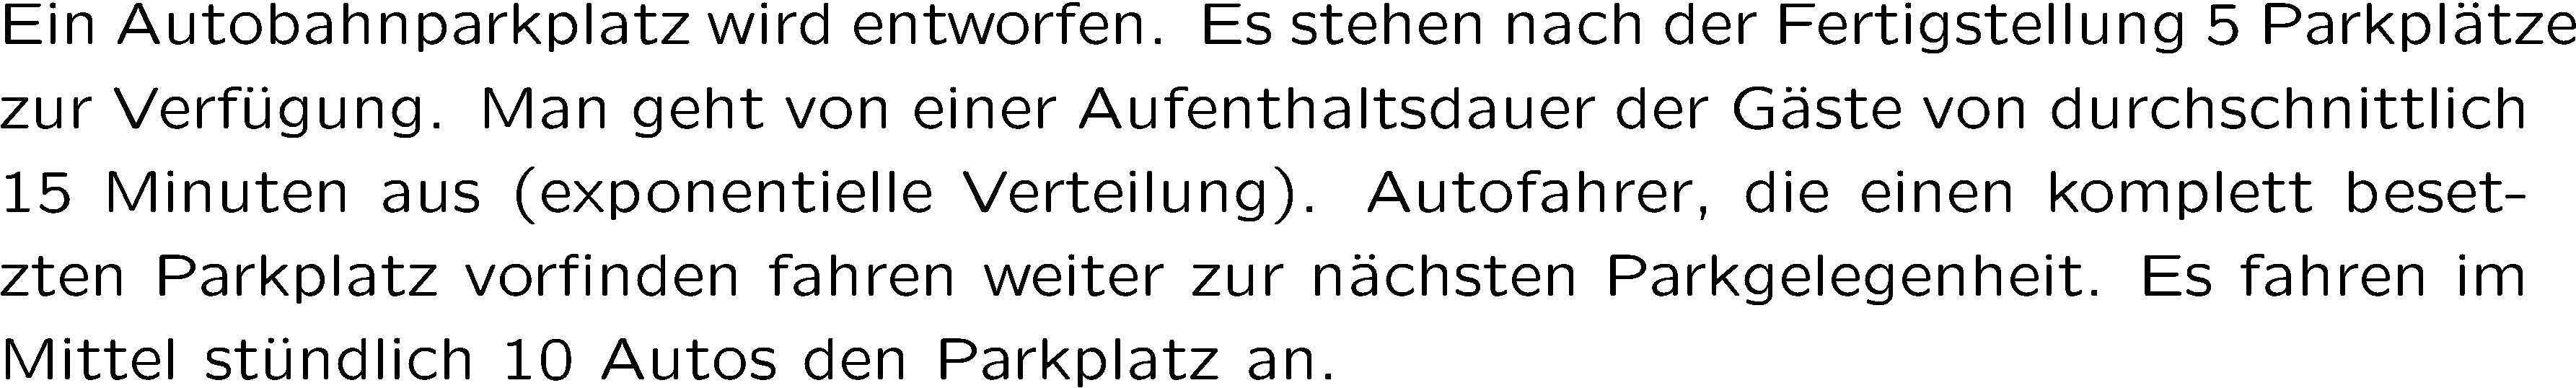 Ein Autobahnparkplatz wird entworfen. Es stehen nach der Fertigstellung 5 Parkplätze
zur Verfügung. Man geht von einer Aufenthaltsdauer der Gäste von durchschnittlich
15 Minuten aus (exponentielle Verteilung). Autofahrer, die einen komplett beset-
zten Parkplatz vorfinden fahren weiter zur nächsten Parkgelegenheit. Es fahren im
Mittel stündlich 10 Autos den Parkplatz an.